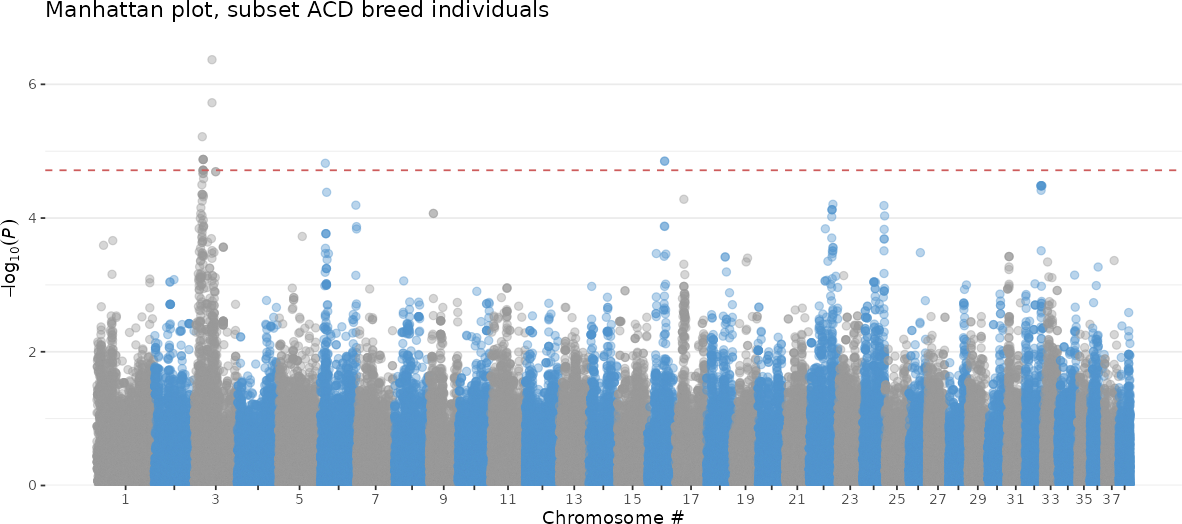 Manhattan plot, subset ACD breed individuals
6
4
2
0
−log10(P)
1 3 5 7 9 11 13 15 17 19 21 23 25 27 29 31 33 35 37
Chromosome #